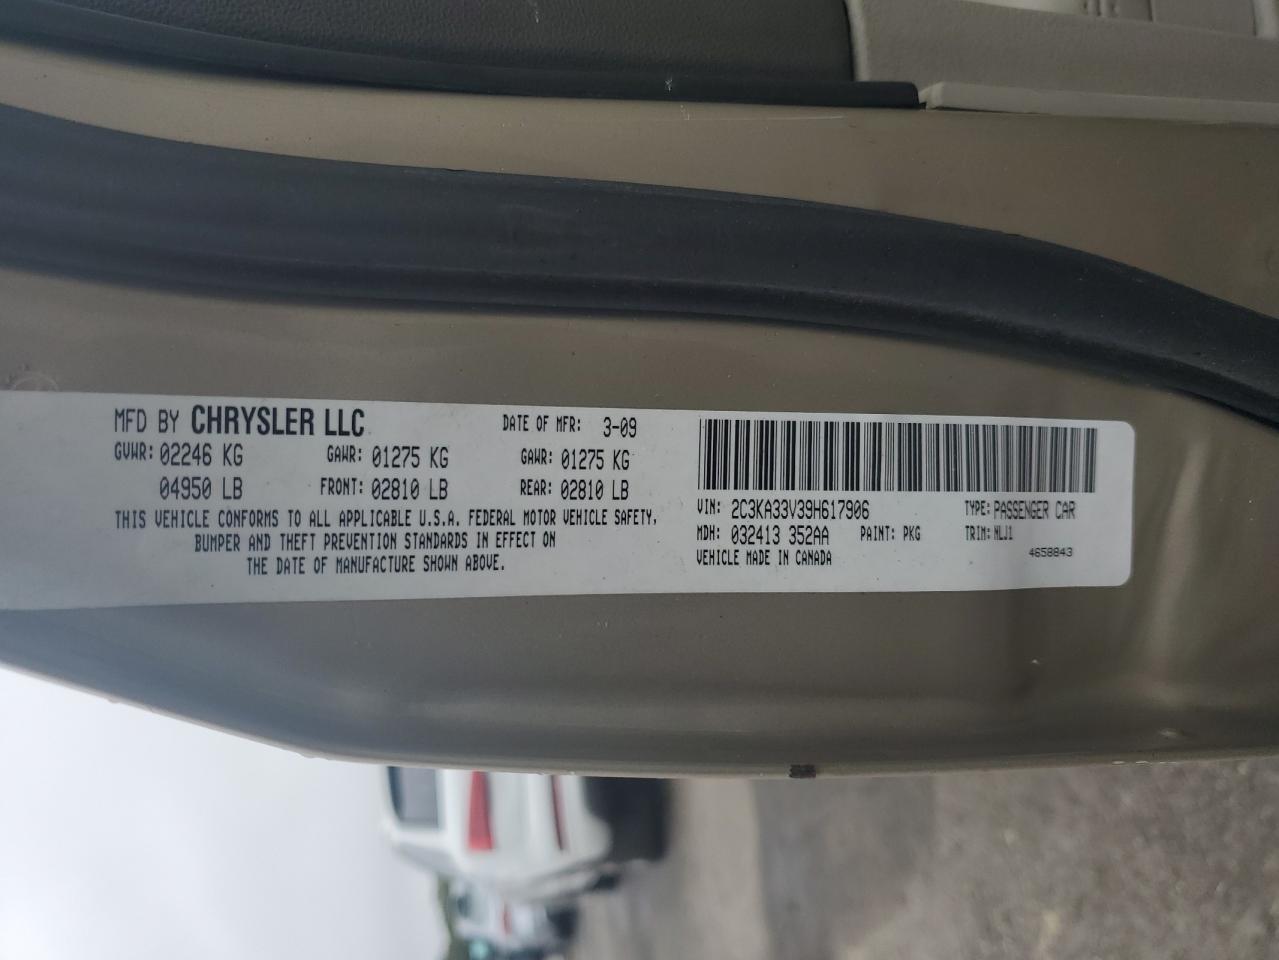 MFD BY CHRYSLER LLC DATE OF MFR: 3-09
GVWR: 02246 KG GAWR: 01275 KG GAWR: 01275 KG
04950 LB FRONT: 02810 LB REAR: 02810 LB
THIS VEHICLE CONFORMS TO ALL APPLICABLE U.S.A. FEDERAL MOTOR VEHICLE SAFETY,
BUMPER AND THEFT PREVENTION STANDARDS IN EFFECT ON
THE DATE OF MANUFACTURE SHOWN ABOVE.
VIN: 2C3KA33V39H617906 TYPE: PASSENGER CAR
MDH: 032413 352AA PAINT: PKG TRIM: NLJ1
VEHICLE MADE IN CANADA 4658843